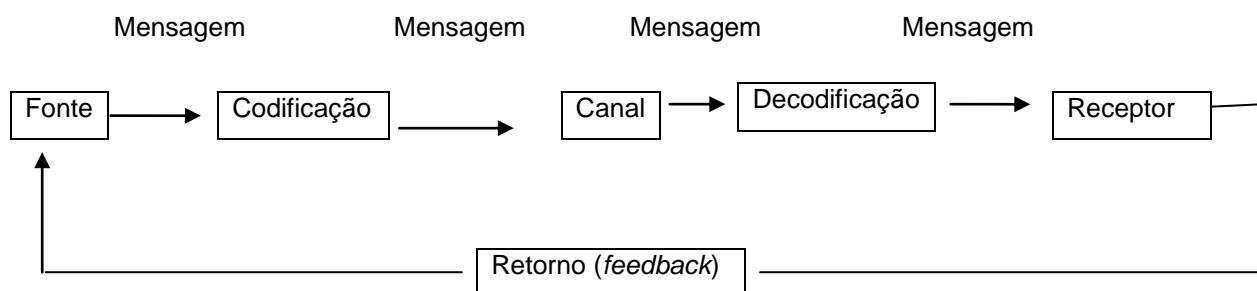 Mensagem Mensagem Mensagem Mensagem
Fonte Codificação Canal Decodificação Receptor
Retorno (feedback)